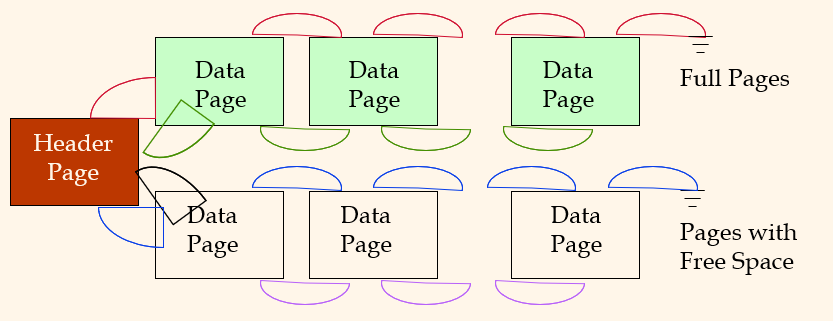 Data
Page
Data
Page
Data
Page
Full Pages
Header
Page
Data
Page
Data
Page
Data
Page
Pages with
Free Space